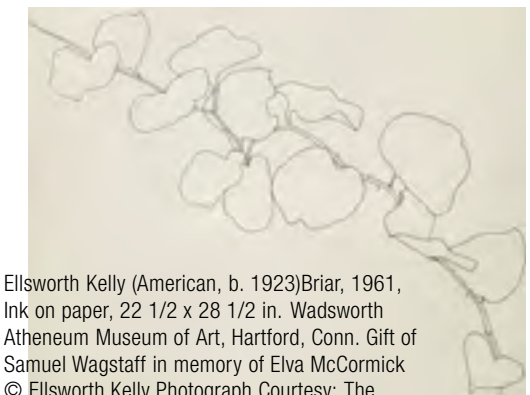 Ellsworth Kelly (American, b. 1923)Briar, 1961,
Ink on paper, 22 1/2 x 28 1/2 in. Wadsworth
Atheneum Museum of Art, Hartford, Conn. Gift of
Samuel Wagstaff in memory of Elva McCormick
© Ellsworth Kelly Photograph Courtesy: The